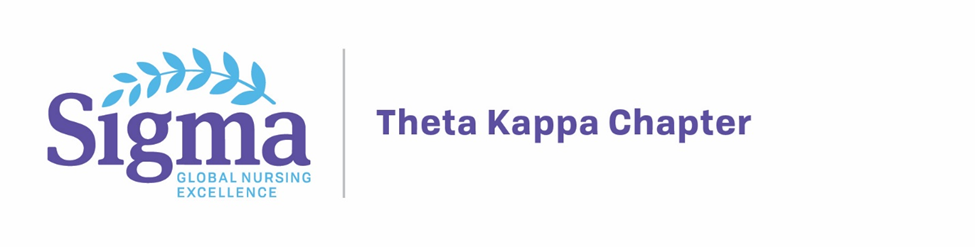 Sigma
GLOBAL NURSING
EXCELLENCE
Theta Kappa Chapter